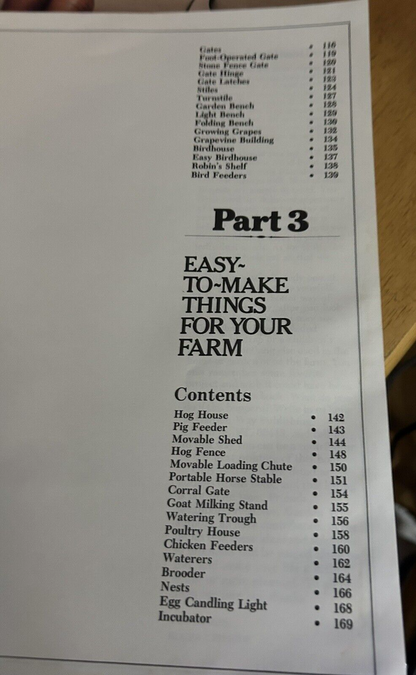 Gates • 116
Foot-Operated Gate • 119
Stone Fence Gate • 120
Gate Hinge • 121
Gate Latches • 123
Stiles • 124
Turnstile • 127
Garden Bench • 128
Light Bench • 129
Folding Bench • 130
Growing Grapes • 132
Grapevine Building • 134
Birdhouse • 135
Easy Birdhouse • 137
Robin's Shelf • 138
Bird Feeders • 139
Part 3
EASY-
TO-MAKE
THINGS
FOR YOUR
FARM
Contents
Hog House • 142
Pig Feeder • 143
Movable Shed • 144
Hog Fence • 148
Movable Loading Chute • 150
Portable Horse Stable • 151
Corral Gate • 154
Goat Milking Stand • 155
Watering Trough • 156
Poultry House • 158
Chicken Feeders • 160
Waterers • 162
Brooder • 164
Nests • 166
Egg Candling Light • 168
Incubator • 169